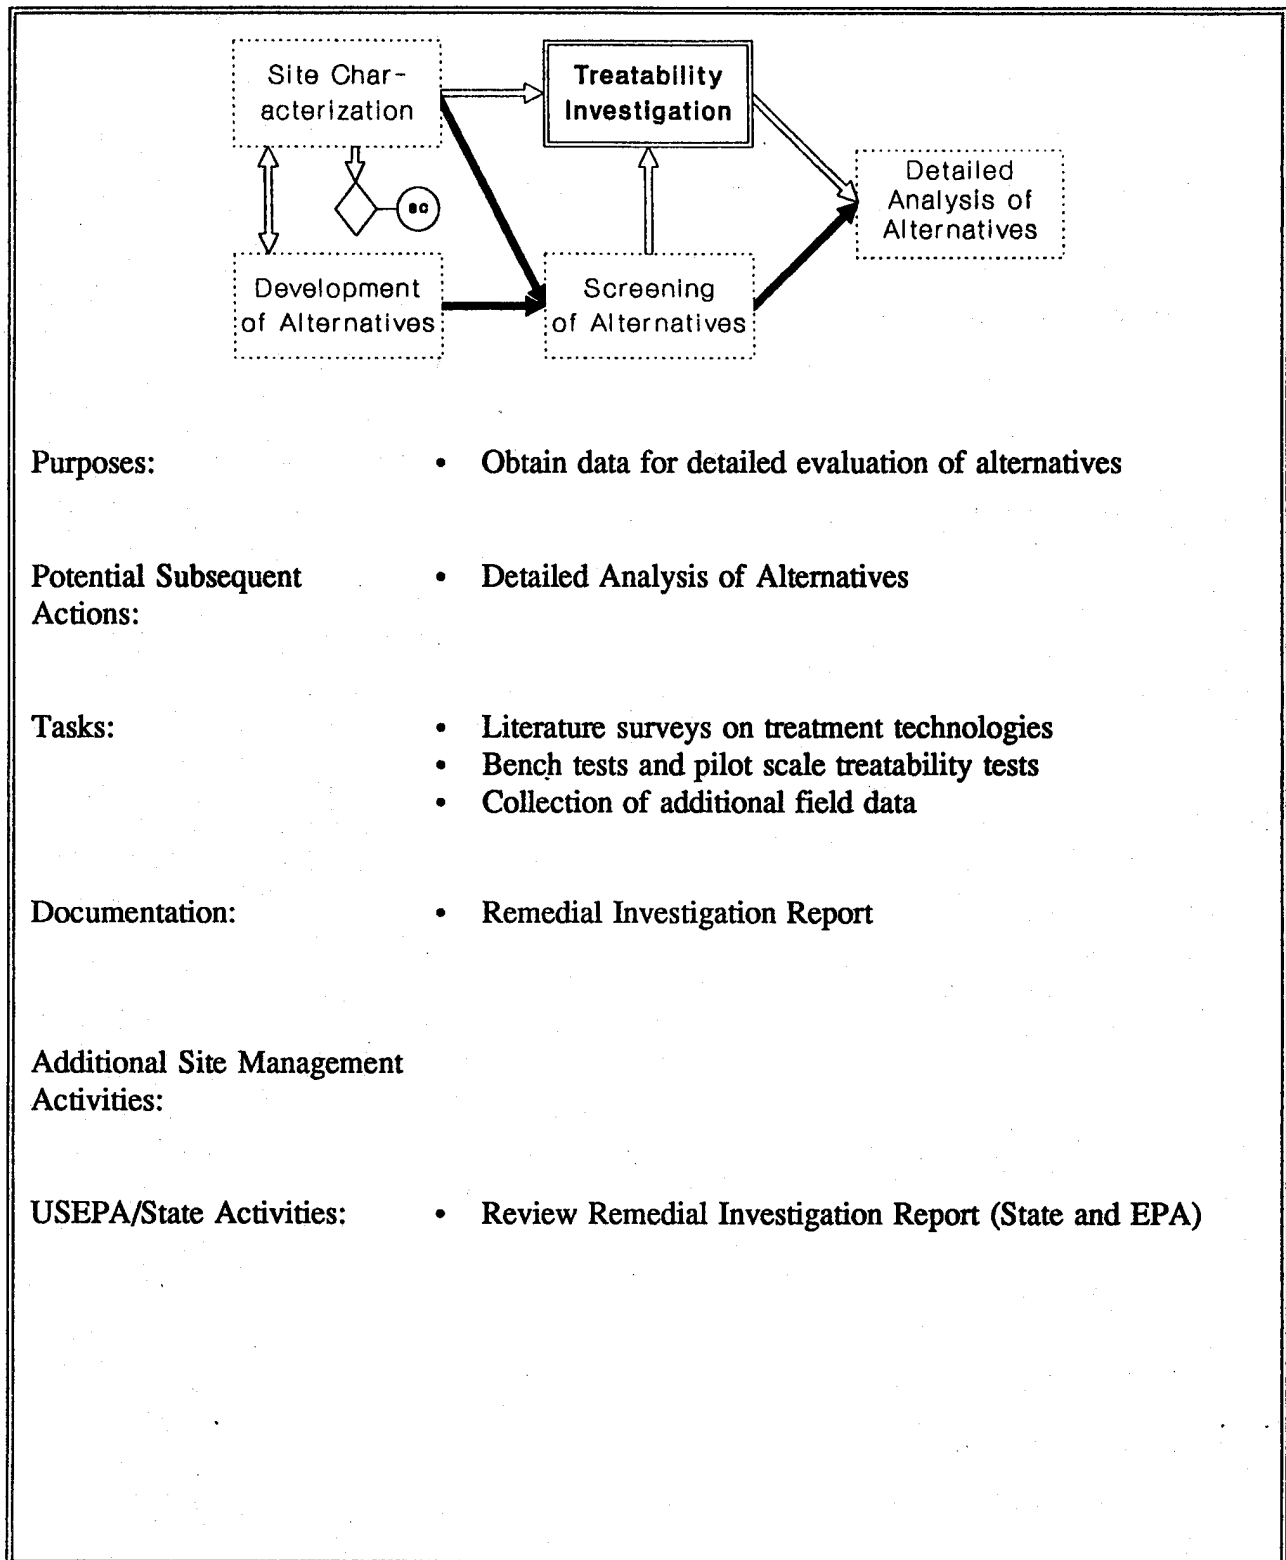 Site Char-
acterization
Treatability
Investigation
Detailed
Analysis of
Alternatives
Development
of Alternatives
Screening
of Alternatives
Purposes:
• Obtain data for detailed evaluation of alternatives
Potential Subsequent
Actions:
• Detailed Analysis of Alternatives
Tasks:
• Literature surveys on treatment technologies
• Bench tests and pilot scale treatability tests
• Collection of additional field data
Documentation:
• Remedial Investigation Report
Additional Site Management
Activities:
USEPA/State Activities:
• Review Remedial Investigation Report (State and EPA)